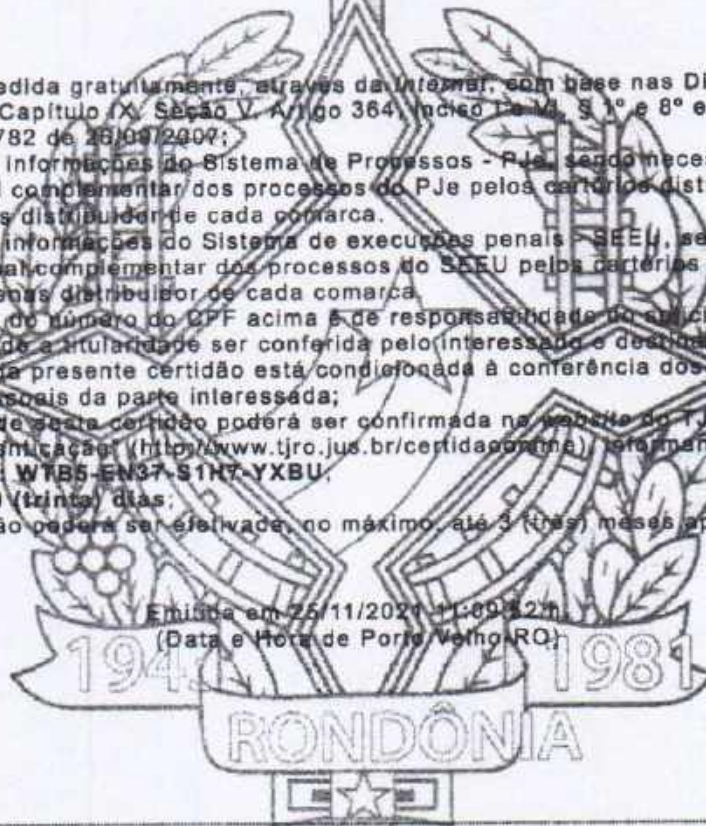 edida gratuitamente, através da Internet, com base nas Di
Capítulo IX, Seção V, Artigo 364, inciso I e VI, § 1º e 8º e
782 de 26/09/2007;
informações do Sistema de Processos - PJe, sendo neces
l complementar dos processos do PJe pelos cartórios dist
s distribuidor de cada comarca.
informações do Sistema de execuções penais - SEEU, se
al complementar dos processos do SEEU pelos cartórios
enas distribuidor de cada comarca
do número do CPF acima é de responsabilidade do
de a titularidade ser conferida pelo interessado e
da presente certidão está condicionada à conferência dos
soais da parte interessada;
de desta certidão poderá ser confirmada no website do TJ
enticação" (http://www.tjro.jus.br/certidaoonline), informan
: WTB5-EN37-S1H7-YXBU;
0 (trinta) dias;
ão poderá ser efetivada, no máximo, até 3 (três) meses ap
Emitida em 25/11/2021 11:09:52 h
(Data e Hora de Porto Velho-RO)
1943 1981
RONDÔNIA